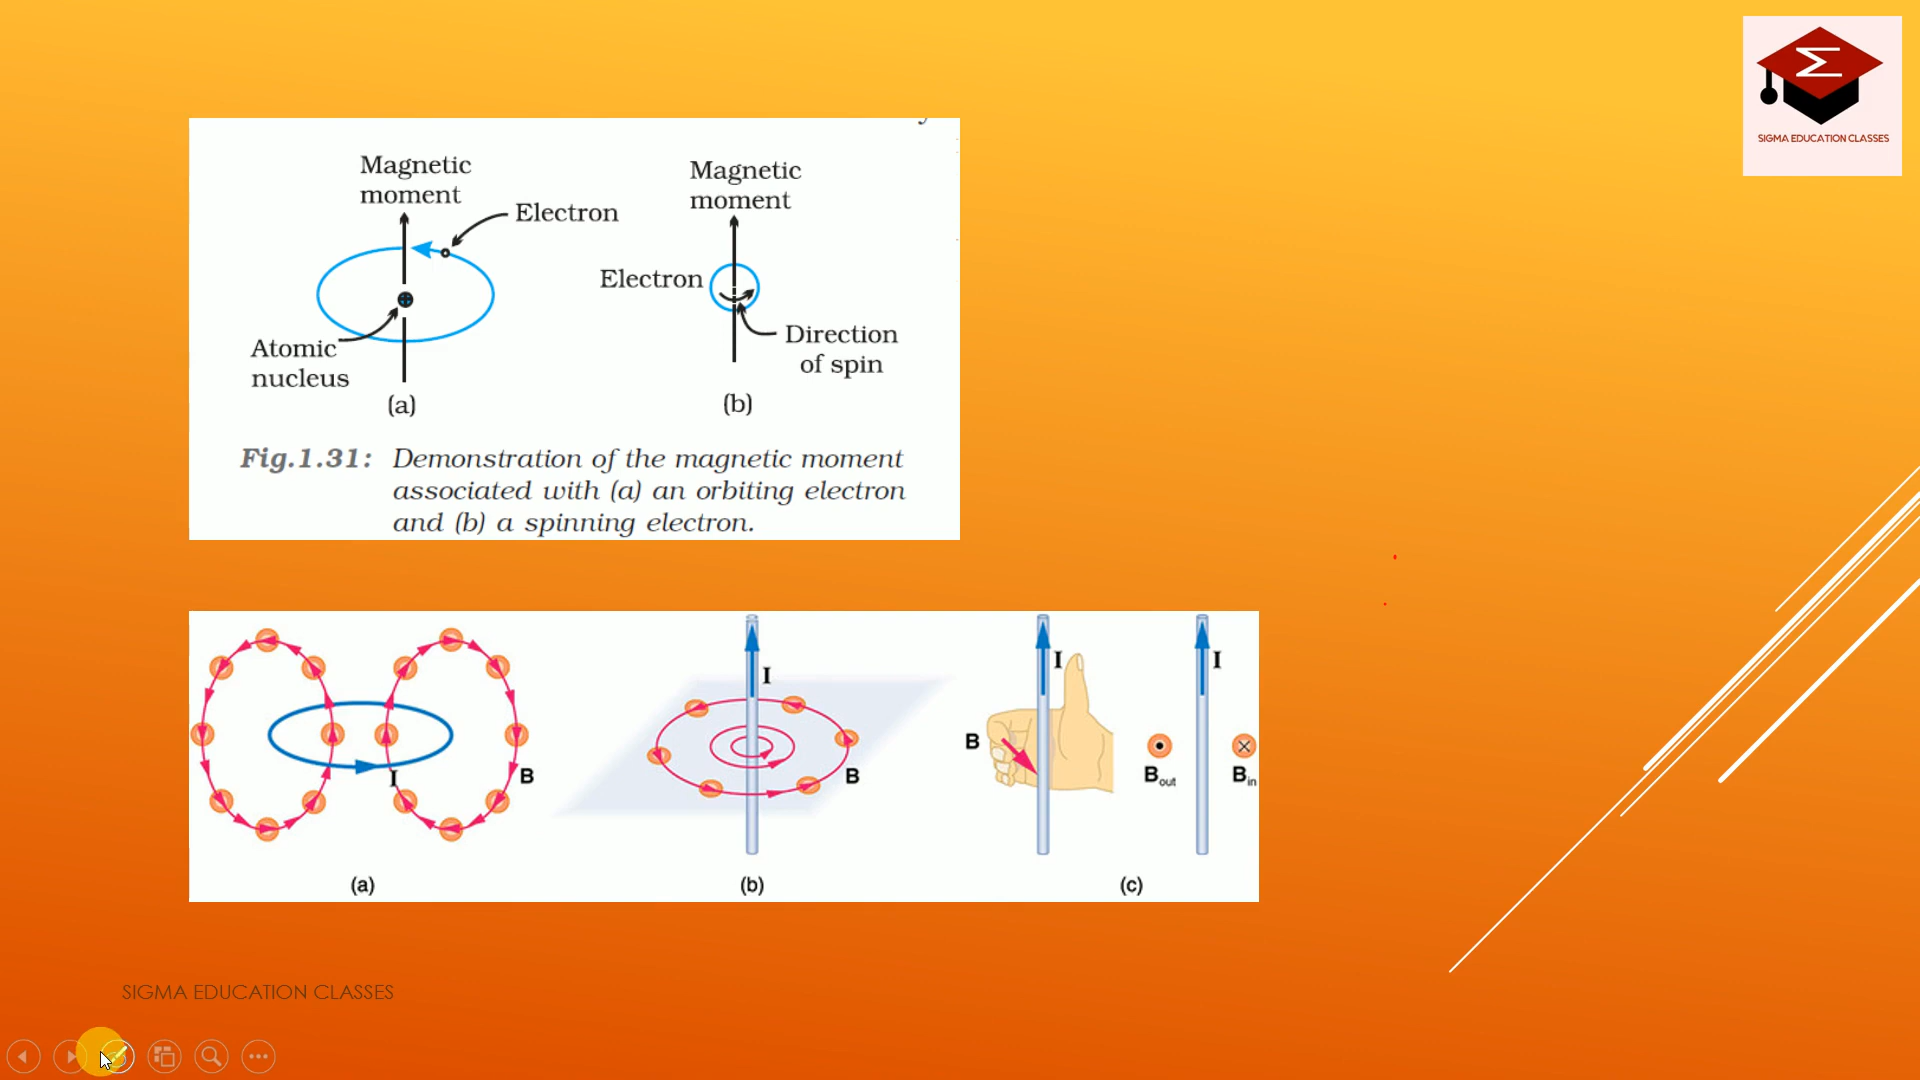 Σ
SIGMA EDUCATION CLASSES
Magnetic
moment
Electron
Atomic
nucleus
(a)
Magnetic
moment
Electron
Direction
of spin
(b)
Fig.1.31: Demonstration of the magnetic moment
associated with (a) an orbiting electron
and (b) a spinning electron.
I
B
(a)
I
B
(b)
I
B
I
Bout
Bin
(c)
SIGMA EDUCATION CLASSES